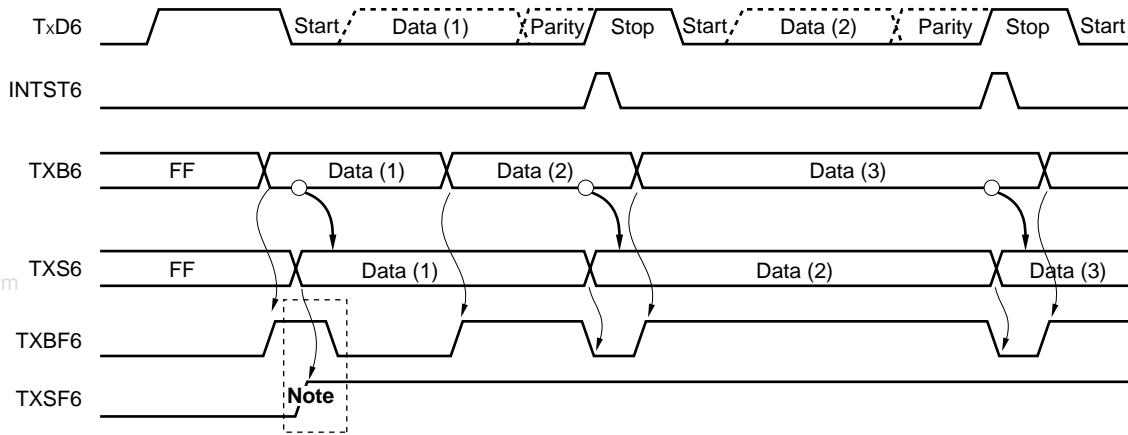 TxD6 Start Data (1) Parity Stop Start Data (2) Parity Stop Start
INTST6
TXB6 FF Data (1) Data (2) Data (3)
TXS6 FF Data (1) Data (2) Data (3)
m
TXBF6
Note
TXSF6